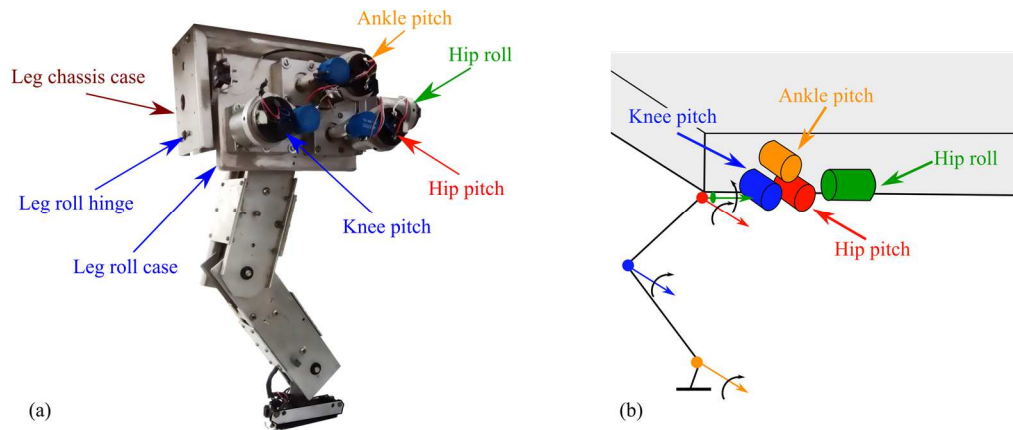 Ankle pitch
Hip roll
Leg chassis case
Hip pitch
Knee pitch
Leg roll hinge
Leg roll case
(a)
Ankle pitch
Knee pitch
Hip roll
Hip pitch
(b)